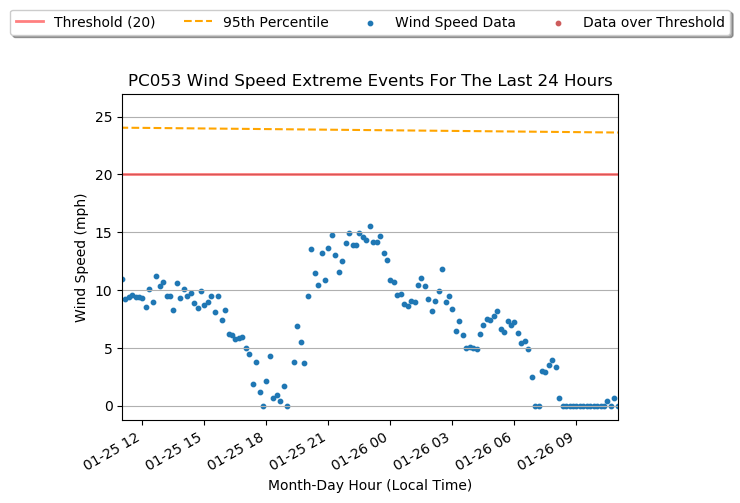 Threshold (20) 95th Percentile Wind Speed Data Data over Threshold
PC053 Wind Speed Extreme Events For The Last 24 Hours
25
20
15
10
5
0
Wind Speed (mph)
01-25 12 01-25 15 01-25 18 01-25 21 01-26 00 01-26 03 01-26 06 01-26 09
Month-Day Hour (Local Time)